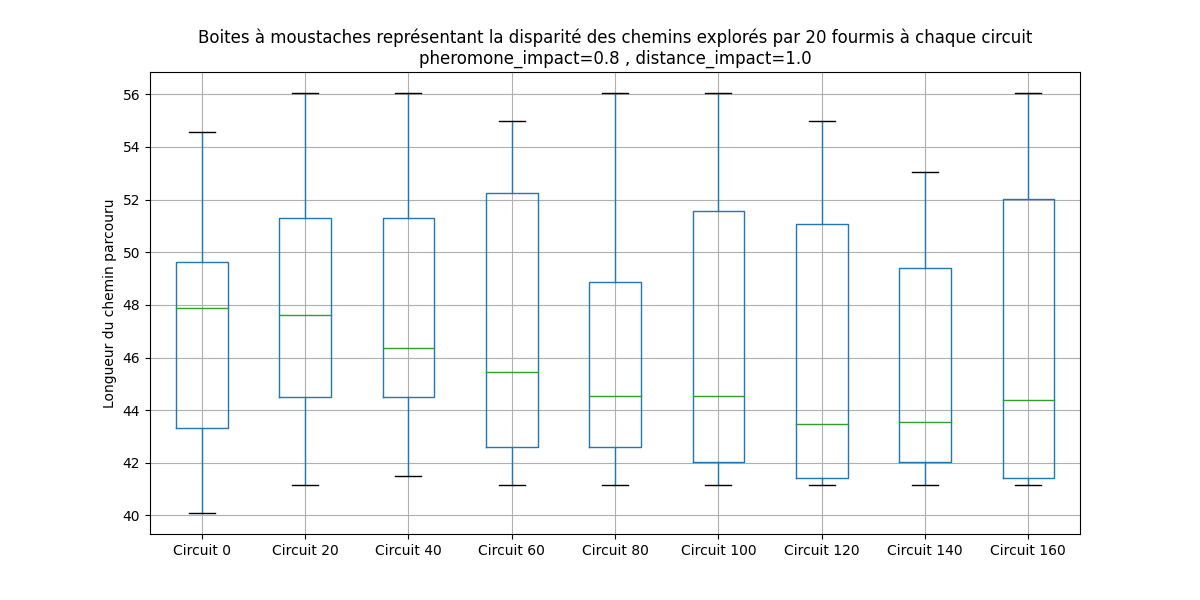 Boites à moustaches représentant la disparité des chemins explorés par 20 fourmis à chaque circuit
pheromone_impact=0.8 , distance_impact=1.0
Longueur du chemin parcouru
56
54
52
50
48
46
44
42
40
Circuit 0
Circuit 20
Circuit 40
Circuit 60
Circuit 80
Circuit 100
Circuit 120
Circuit 140
Circuit 160